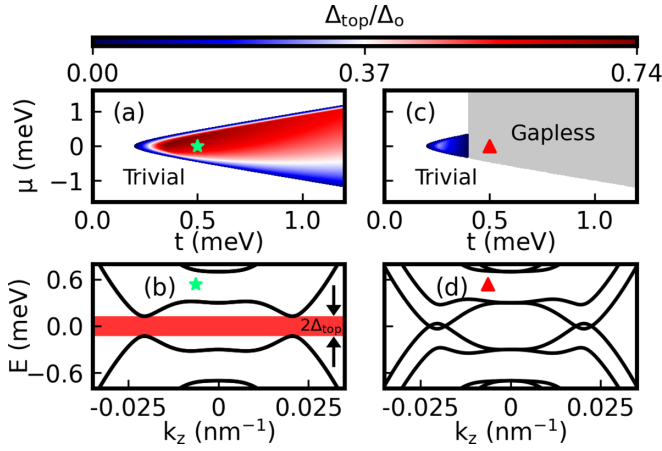 Δtop/Δo
0.00 0.37 0.74
(a) (c)
1
0
−1
μ (meV)
Trivial
Gapless
Trivial
0.0 0.5 1.0 0.0 0.5 1.0
t (meV) t (meV)
(b) (d)
0.6
0.0
−0.6
E (meV)
2Δtop
-0.025 0 0.025 -0.025 0 0.025
kz (nm−1) kz (nm−1)